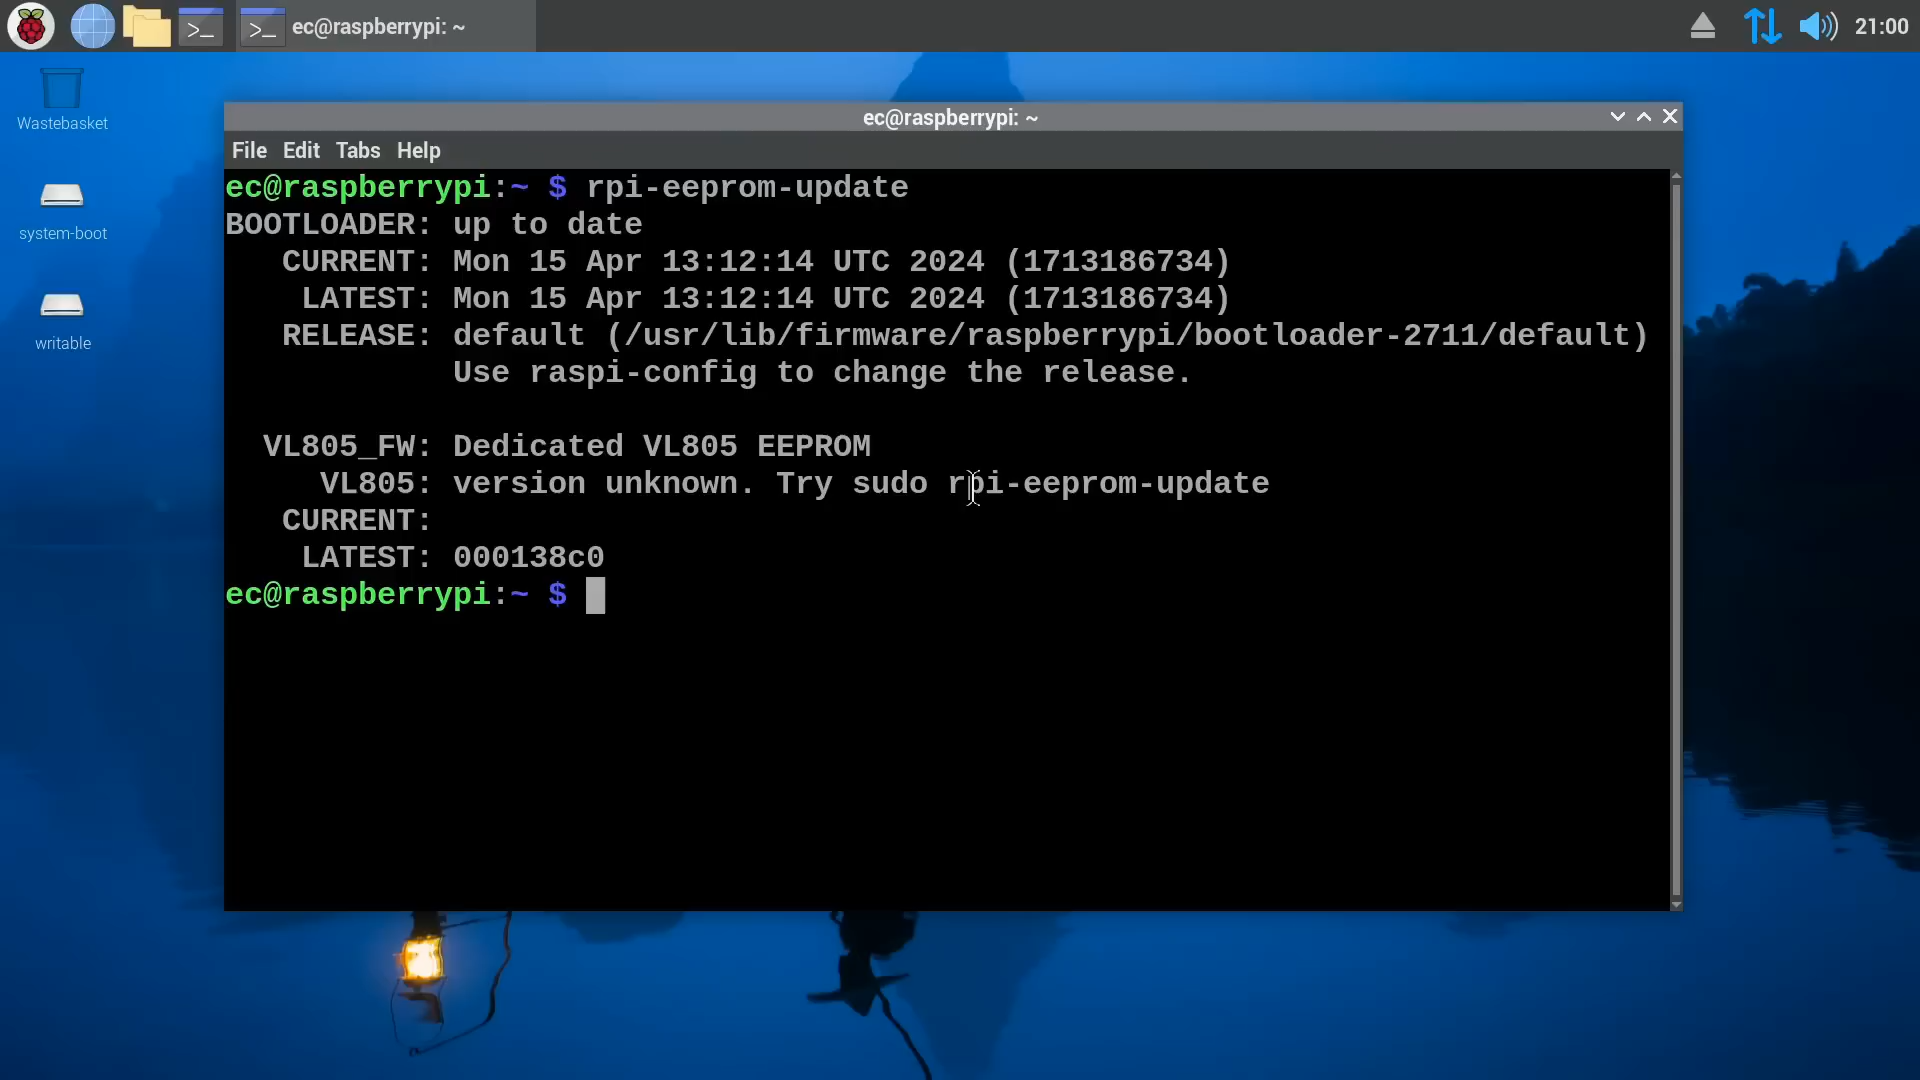 ec@raspberrypi: ~
21:00
Wastebasket
system-boot
writable
ec@raspberrypi: ~
File Edit Tabs Help
ec@raspberrypi:~ $ rpi-eeprom-update
BOOTLOADER: up to date
CURRENT: Mon 15 Apr 13:12:14 UTC 2024 (1713186734)
LATEST: Mon 15 Apr 13:12:14 UTC 2024 (1713186734)
RELEASE: default (/usr/lib/firmware/raspberrypi/bootloader-2711/default)
Use raspi-config to change the release.
VL805_FW: Dedicated VL805 EEPROM
VL805: version unknown. Try sudo rpi-eeprom-update
CURRENT:
LATEST: 000138c0
ec@raspberrypi:~ $